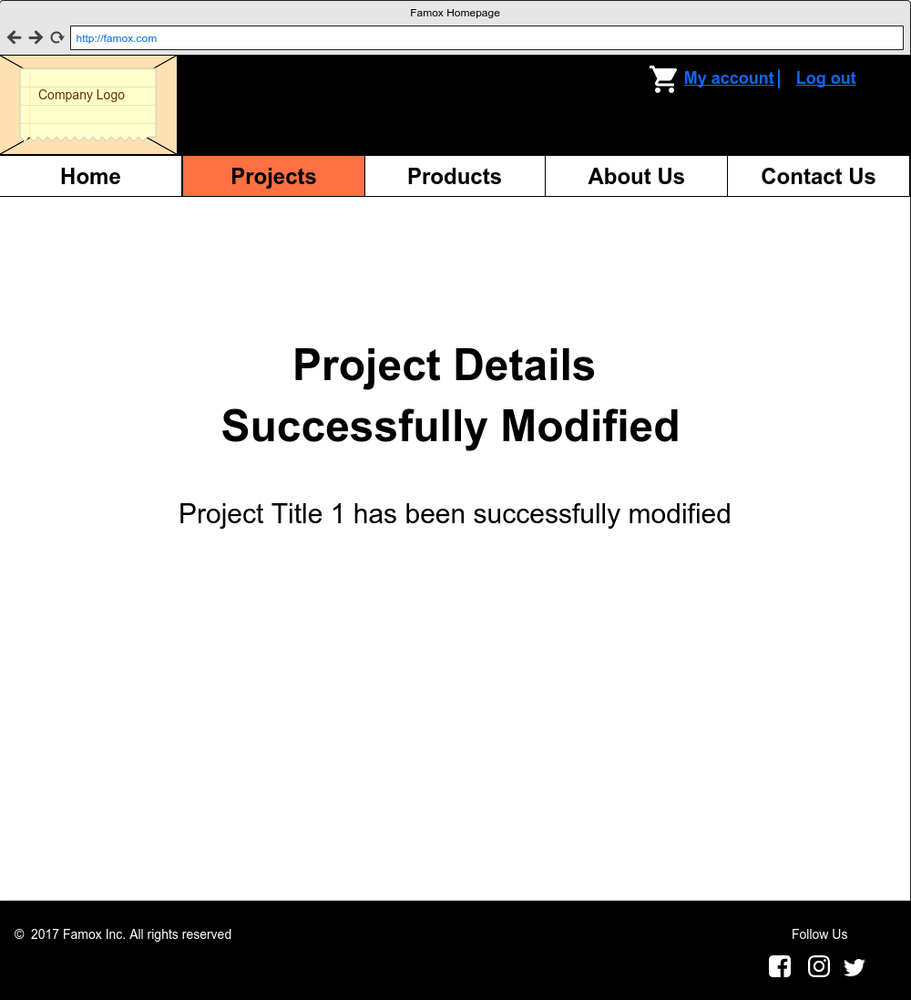 Famox Homepage
http://famox.com
Company Logo
My account
Log out
Home
Projects
Products
About Us
Contact Us
Project Details
Successfully Modified
Project Title 1 has been successfully modified
© 2017 Famox Inc. All rights reserved
Follow Us